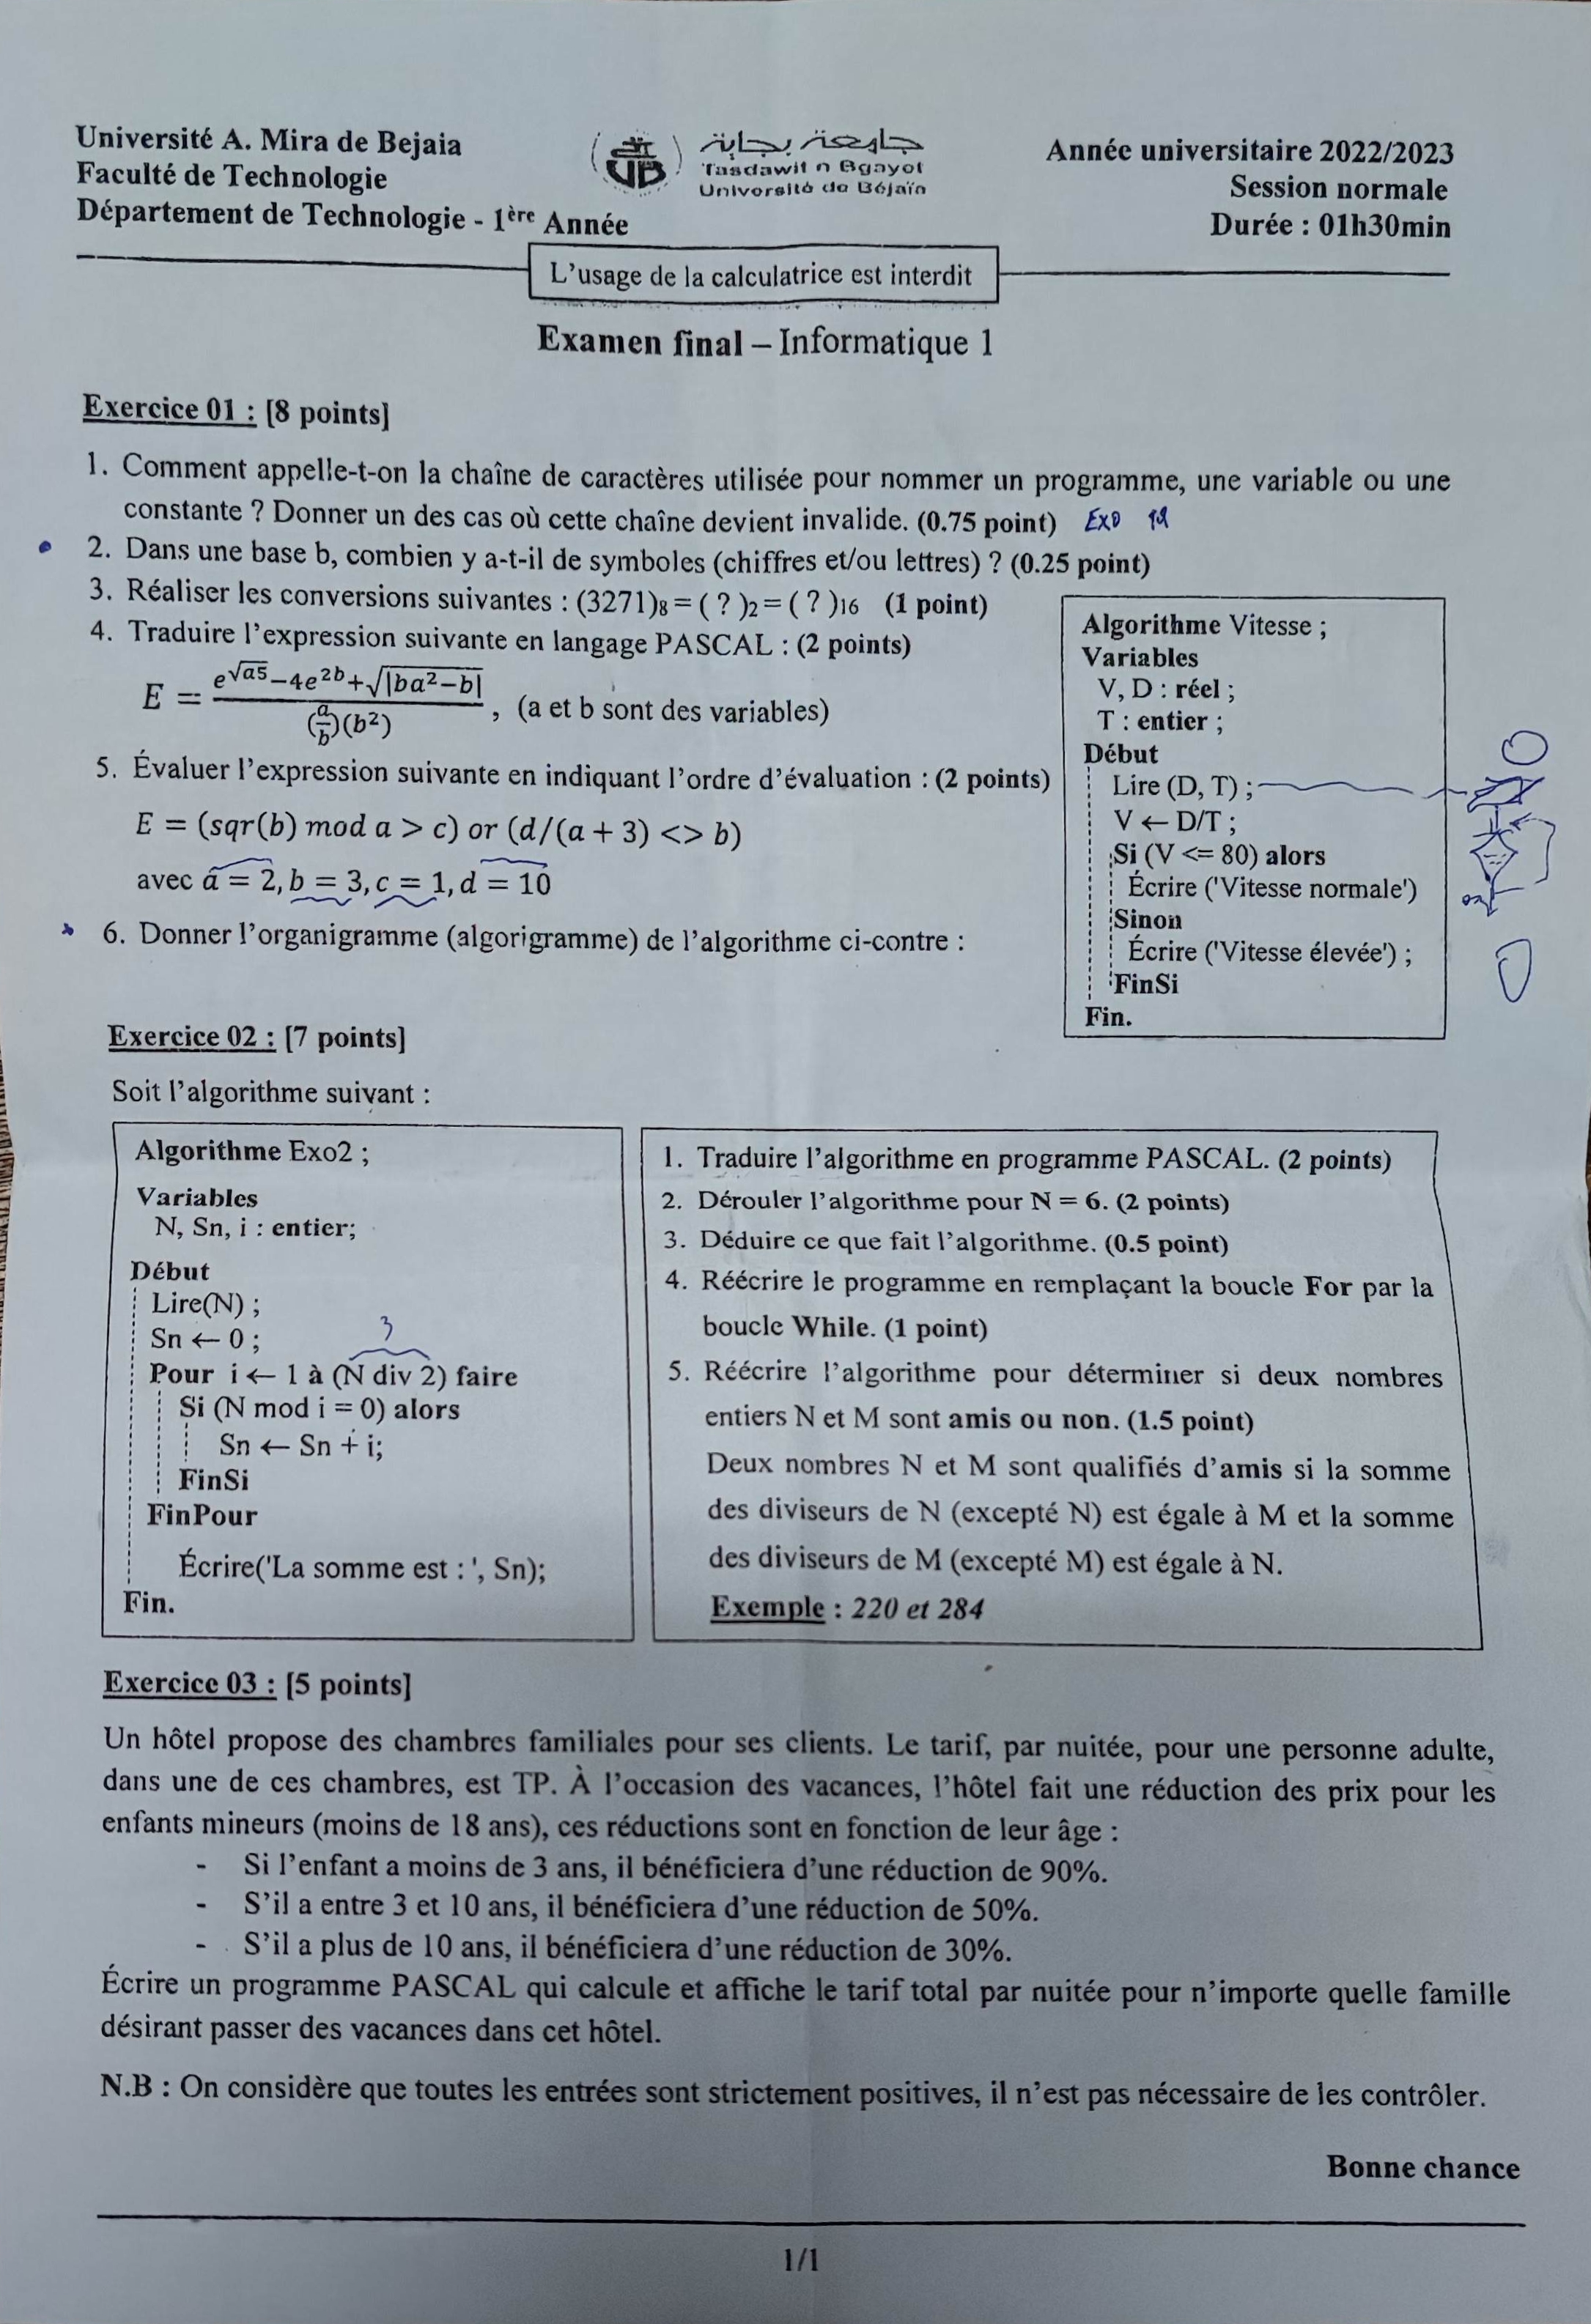 Université A. Mira de Bejaia
Faculté de Technologie
Département de Technologie - 1ère Année
جامعة بجاية
Tasdawit n Bgayet
Université de Béjaïa
Année universitaire 2022/2023
Session normale
Durée : 01h30min
L'usage de la calculatrice est interdit
Examen final – Informatique 1
Exercice 01 : [8 points]
1. Comment appelle-t-on la chaîne de caractères utilisée pour nommer un programme, une variable ou une
constante ? Donner un des cas où cette chaîne devient invalide. (0.75 point) Exo
2. Dans une base b, combien y a-t-il de symboles (chiffres et/ou lettres) ? (0.25 point)
3. Réaliser les conversions suivantes : (3271)8 = ( ? )2 = ( ? )16 (1 point)
4. Traduire l'expression suivante en langage PASCAL : (2 points)
E = (e^√a5 − 4e^2b + √|ba² − b|) / ((a/b)(b²)) , (a et b sont des variables)
5. Évaluer l'expression suivante en indiquant l'ordre d'évaluation : (2 points)
E = (sqr(b) mod a > c) or (d/(a + 3) <> b)
avec a = 2, b = 3, c = 1, d = 10
6. Donner l'organigramme (algorigramme) de l'algorithme ci-contre :
Algorithme Vitesse ;
Variables
V, D : réel ;
T : entier ;
Début
Lire (D, T) ;
V ← D/T ;
Si (V <= 80) alors
Écrire ('Vitesse normale')
Sinon
Écrire ('Vitesse élevée') ;
FinSi
Fin.
Exercice 02 : [7 points]
Soit l'algorithme suivant :
Algorithme Exo2 ;
Variables
N, Sn, i : entier;
Début
Lire(N) ;
Sn ← 0 ;
3
Pour i ← 1 à (N div 2) faire
Si (N mod i = 0) alors
Sn ← Sn + i;
FinSi
FinPour
Écrire('La somme est : ', Sn);
Fin.
1. Traduire l'algorithme en programme PASCAL. (2 points)
2. Dérouler l'algorithme pour N = 6. (2 points)
3. Déduire ce que fait l'algorithme. (0.5 point)
4. Réécrire le programme en remplaçant la boucle For par la
boucle While. (1 point)
5. Réécrire l'algorithme pour déterminer si deux nombres
entiers N et M sont amis ou non. (1.5 point)
Deux nombres N et M sont qualifiés d'amis si la somme
des diviseurs de N (excepté N) est égale à M et la somme
des diviseurs de M (excepté M) est égale à N.
Exemple : 220 et 284
Exercice 03 : [5 points]
Un hôtel propose des chambres familiales pour ses clients. Le tarif, par nuitée, pour une personne adulte,
dans une de ces chambres, est TP. À l'occasion des vacances, l'hôtel fait une réduction des prix pour les
enfants mineurs (moins de 18 ans), ces réductions sont en fonction de leur âge :
- Si l'enfant a moins de 3 ans, il bénéficiera d'une réduction de 90%.
- S'il a entre 3 et 10 ans, il bénéficiera d'une réduction de 50%.
- S'il a plus de 10 ans, il bénéficiera d'une réduction de 30%.
Écrire un programme PASCAL qui calcule et affiche le tarif total par nuitée pour n'importe quelle famille
désirant passer des vacances dans cet hôtel.
N.B : On considère que toutes les entrées sont strictement positives, il n'est pas nécessaire de les contrôler.
Bonne chance
1/1